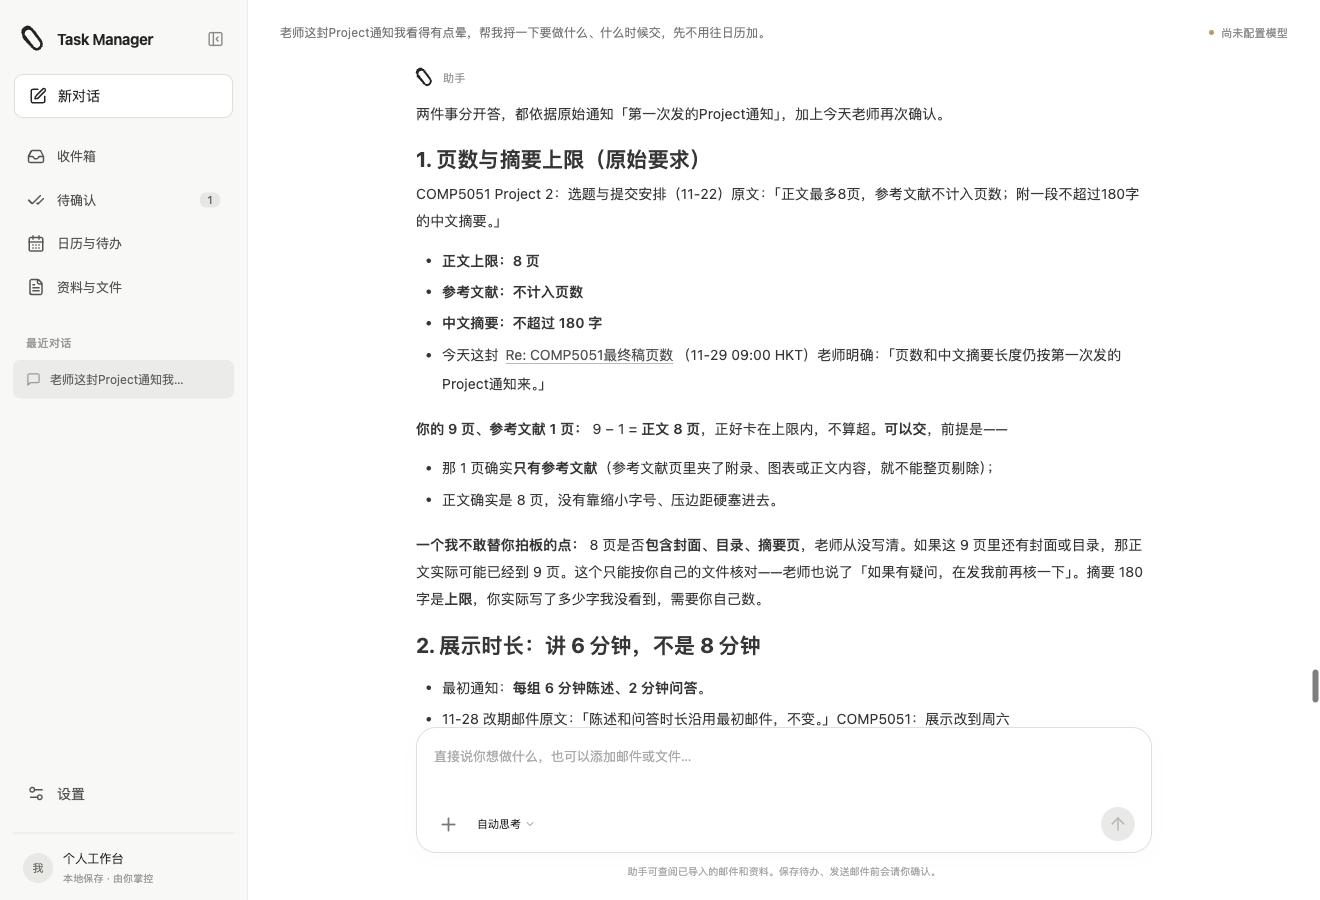 Task Manager
新对话
收件箱
待确认
1
日历与待办
资料与文件
最近对话
老师这封Project通知我...
设置
我
个人工作台
本地保存 · 由你掌控
老师这封Project通知我看得有点晕，帮我捋一下要做什么、什么时候交，先不用往日历加。
尚未配置模型
助手
两件事分开答，都依据原始通知「第一次发的Project通知」，加上今天老师再次确认。
1. 页数与摘要上限（原始要求）
COMP5051 Project 2：选题与提交安排（11-22）原文：「正文最多8页，参考文献不计入页数；附一段不超过180字
的中文摘要。」
• 正文上限：8 页
• 参考文献：不计入页数
• 中文摘要：不超过 180 字
• 今天这封 Re: COMP5051最终稿页数 （11-29 09:00 HKT）老师明确：「页数和中文摘要长度仍按第一次发的
Project通知来。」
你的 9 页、参考文献 1 页： 9 − 1 = 正文 8 页，正好卡在上限内，不算超。可以交，前提是——
• 那 1 页确实只有参考文献（参考文献页里夹了附录、图表或正文内容，就不能整页剔除）；
• 正文确实是 8 页，没有靠缩小字号、压边距硬塞进去。
一个我不敢替你拍板的点： 8 页是否包含封面、目录、摘要页，老师从没写清。如果这 9 页里还有封面或目录，那正
文实际可能已经到 9 页。这个只能按你自己的文件核对——老师也说了「如果有疑问，在发我前再核一下」。摘要 180
字是上限，你实际写了多少字我没看到，需要你自己数。
2. 展示时长：讲 6 分钟，不是 8 分钟
• 最初通知：每组 6 分钟陈述、2 分钟问答。
• 11-28 改期邮件原文：「陈述和问答时长沿用最初邮件，不变。」COMP5051：展示改到周六
直接说你想做什么，也可以添加邮件或文件...
自动思考
助手可查阅已导入的邮件和资料。保存待办、发送邮件前会请你确认。